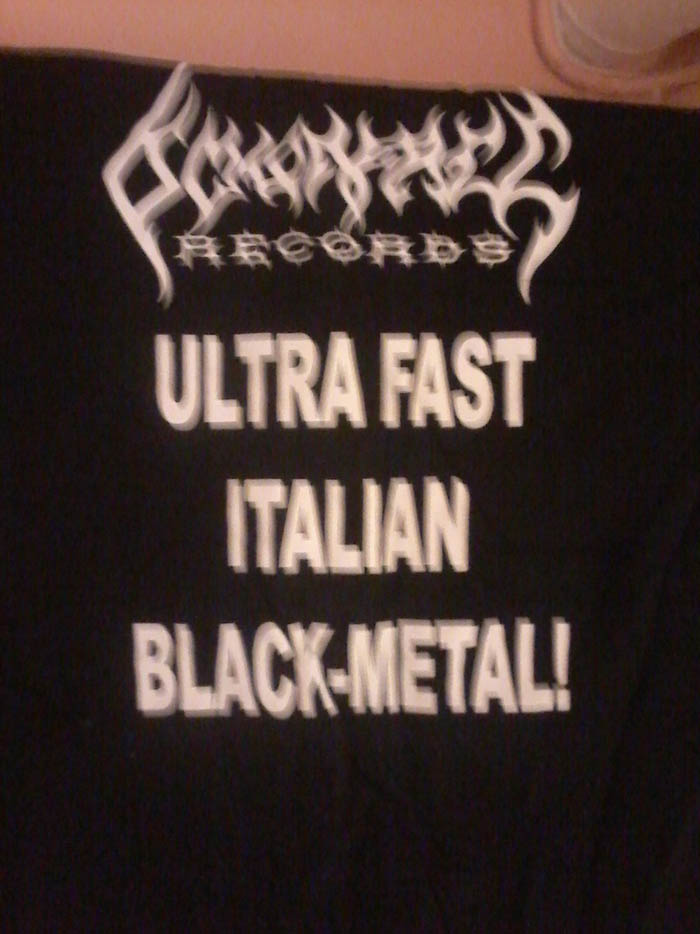 RECORDS
ULTRA FAST
ITALIAN
BLACK-METAL!